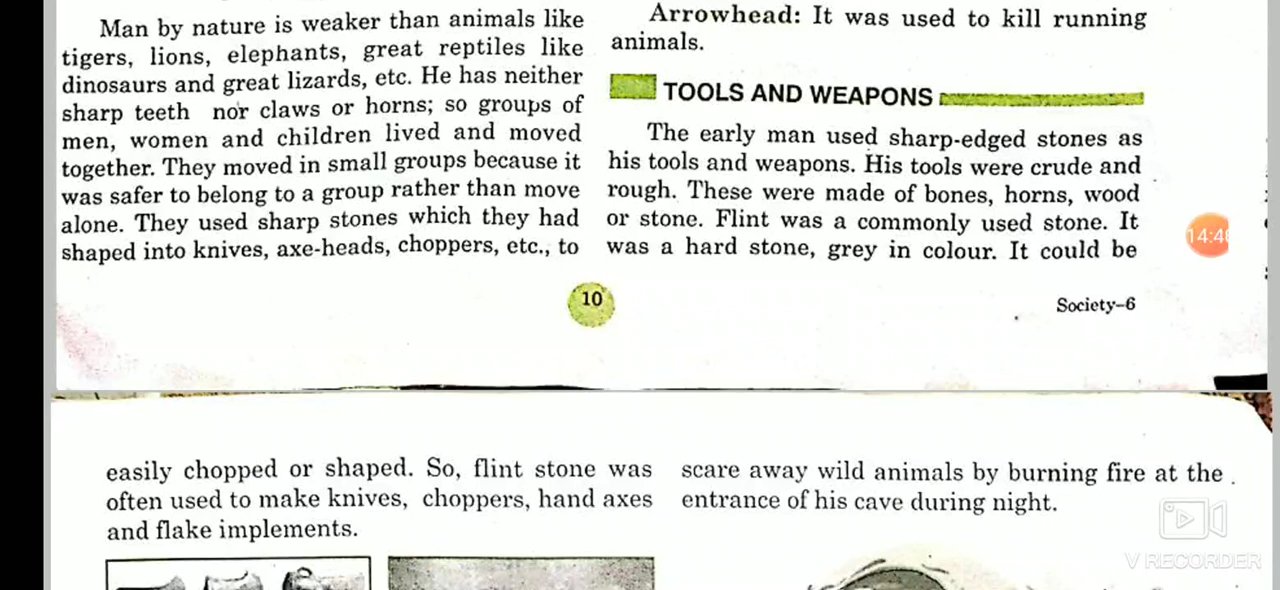 Man by nature is weaker than animals like
tigers, lions, elephants, great reptiles like
dinosaurs and great lizards, etc. He has neither
sharp teeth nor claws or horns; so groups of
men, women and children lived and moved
together. They moved in small groups because it
was safer to belong to a group rather than move
alone. They used sharp stones which they had
shaped into knives, axe-heads, choppers, etc., to
Arrowhead: It was used to kill running
animals.
TOOLS AND WEAPONS
The early man used sharp-edged stones as
his tools and weapons. His tools were crude and
rough. These were made of bones, horns, wood
or stone. Flint was a commonly used stone. It
was a hard stone, grey in colour. It could be
14:48
10
Society–6
easily chopped or shaped. So, flint stone was
often used to make knives, choppers, hand axes
and flake implements.
scare away wild animals by burning fire at the
entrance of his cave during night.
V RECORDER